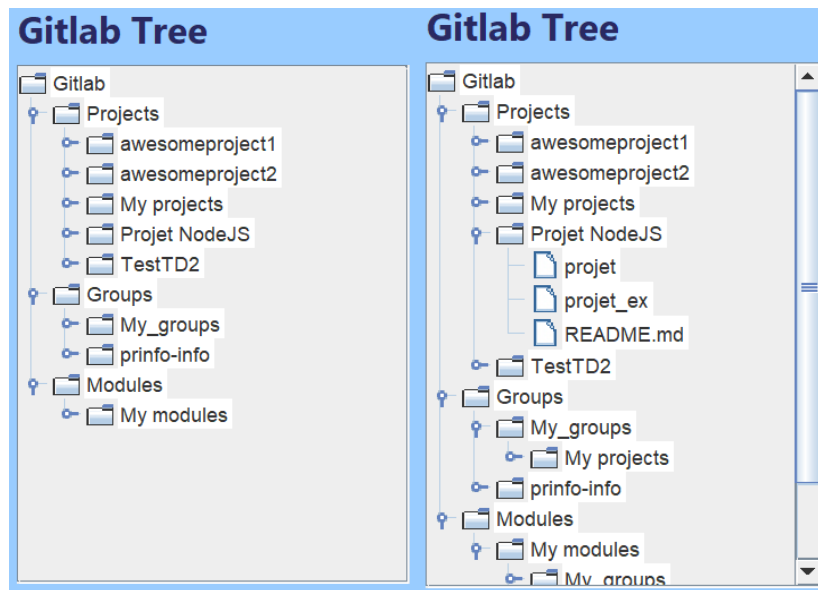 Gitlab Tree
Gitlab
Projects
awesomeproject1
awesomeproject2
My projects
Projet NodeJS
TestTD2
Groups
My_groups
prinfo-info
Modules
My modules
Gitlab Tree
Gitlab
Projects
awesomeproject1
awesomeproject2
My projects
Projet NodeJS
projet
projet_ex
README.md
TestTD2
Groups
My_groups
My projects
prinfo-info
Modules
My modules
My_groups